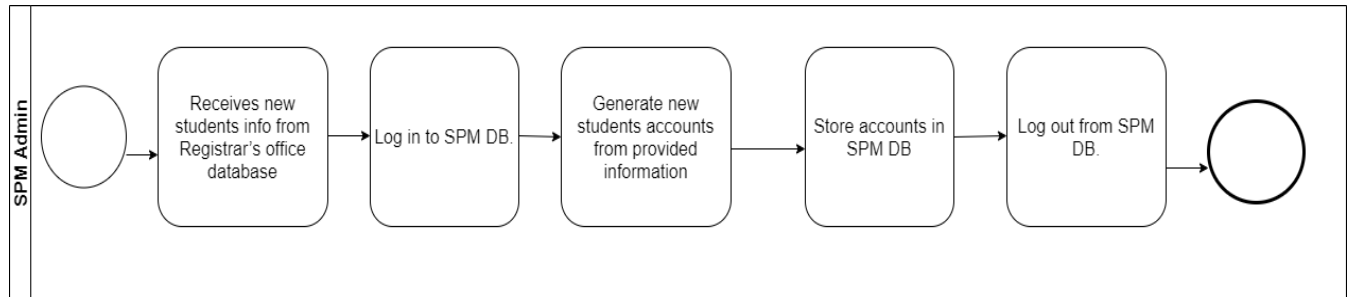 SPM Admin
Receives new
students info from
Registrar's office
database
Log in to SPM DB.
Generate new
students accounts
from provided
information
Store accounts in
SPM DB
Log out from SPM
DB.